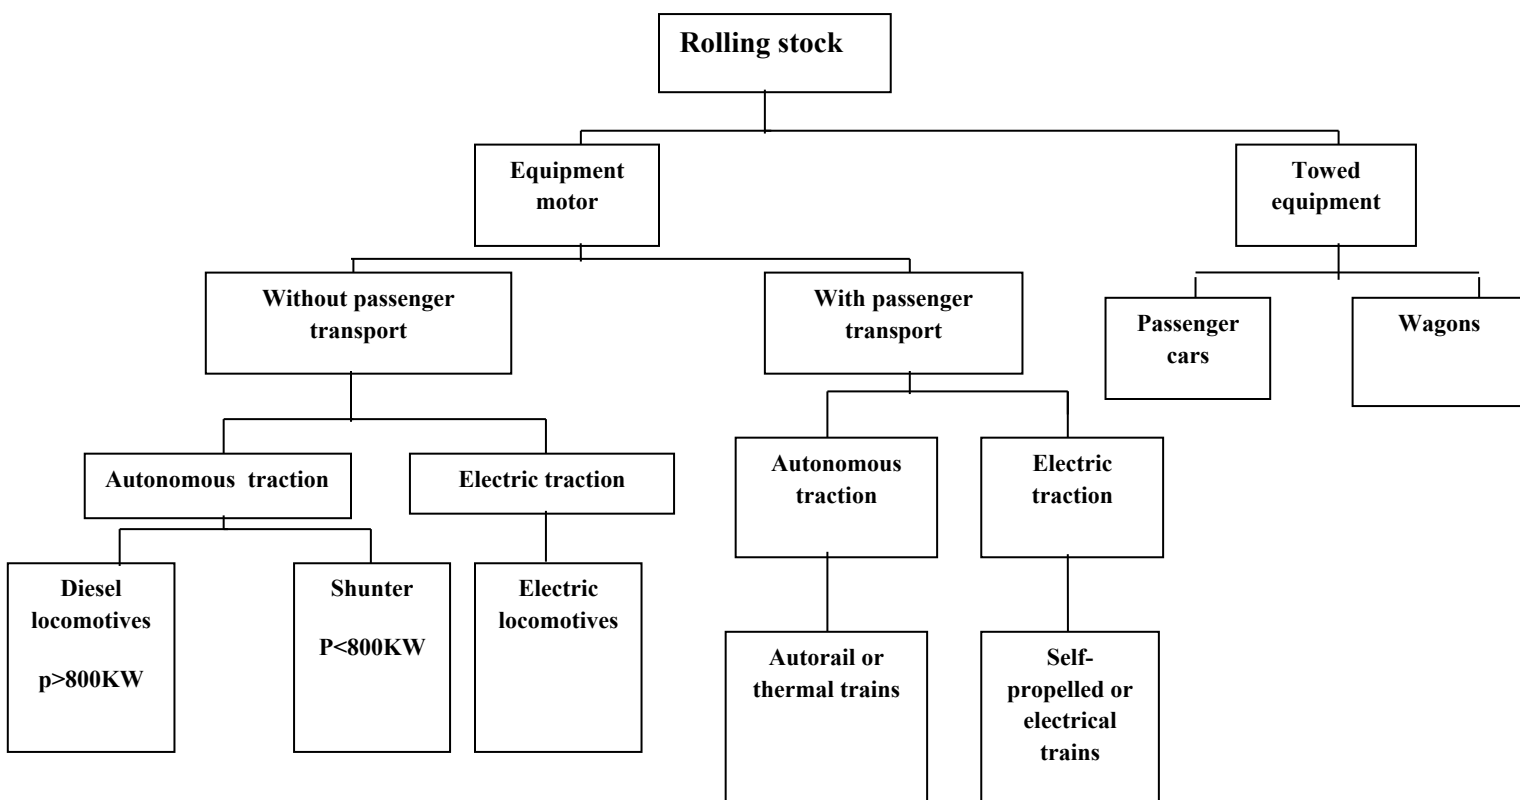 Rolling stock
Equipment
motor
Towed
equipment
Without passenger
transport
With passenger
transport
Passenger
cars
Wagons
Autonomous  traction
Electric traction
Autonomous
traction
Electric
traction
Diesel
locomotives
p>800KW
Shunter
P<800KW
Electric
locomotives
Autorail or
thermal trains
Self-
propelled or
electrical
trains